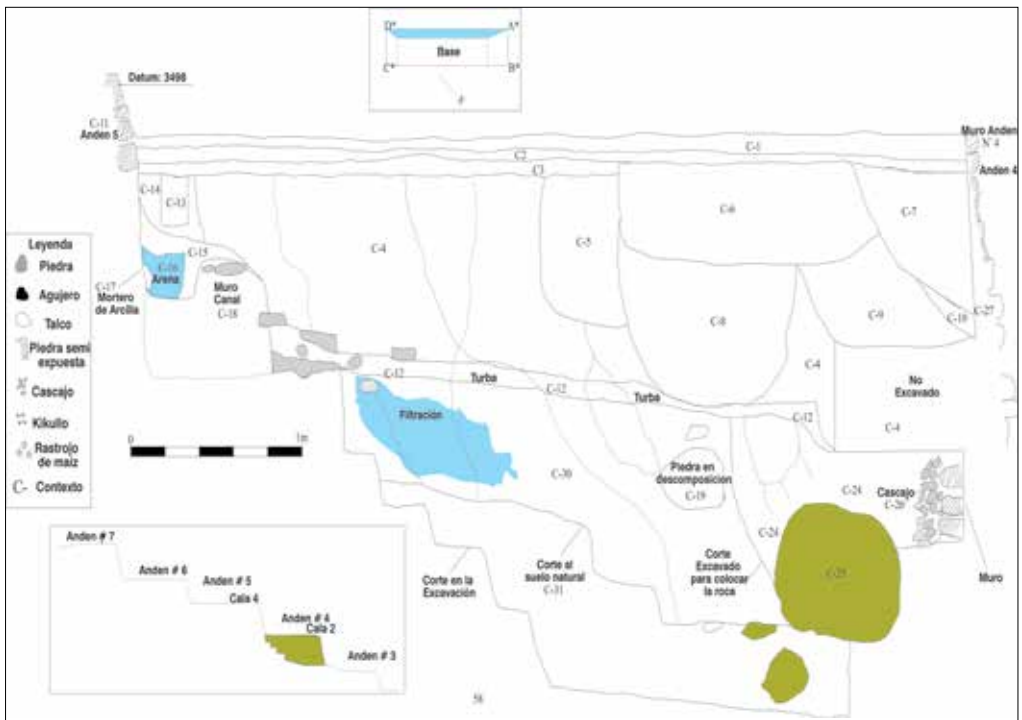 D* A*
Base
C* B*
Datum: 3498
C-11
Anden 5
Muro Anden
N 4
Anden 4
C-1
C2
C3
C-14
C-13
C-4
C-5
C-6
C-7
C-15
C-16
Arena
C-17
Mortero
de Arcilla
Muro
Canal
C-18
C-8
C-9
C-10
C-27
C-4
No
Excavado
C-4
C-12
Turba
C-12
Turba
C-12
Filtración
C-30
Piedra en
descomposicion
C-19
C-24
Cascajo
C-26
C-24
C-25
Corte
Excavado
para colocar
la roca
Muro
Corte en la
Excavación
Corte al
suelo natural
C-31
Leyenda
Piedra
Agujero
Talco
Piedra semi
expuesta
Cascajo
Kikullo
Rastrojo
de maiz
C- Contexto
0 1m
Anden # 7
Anden # 6
Anden # 5
Cala 4
Anden # 4
Cala 2
Anden # 3
58